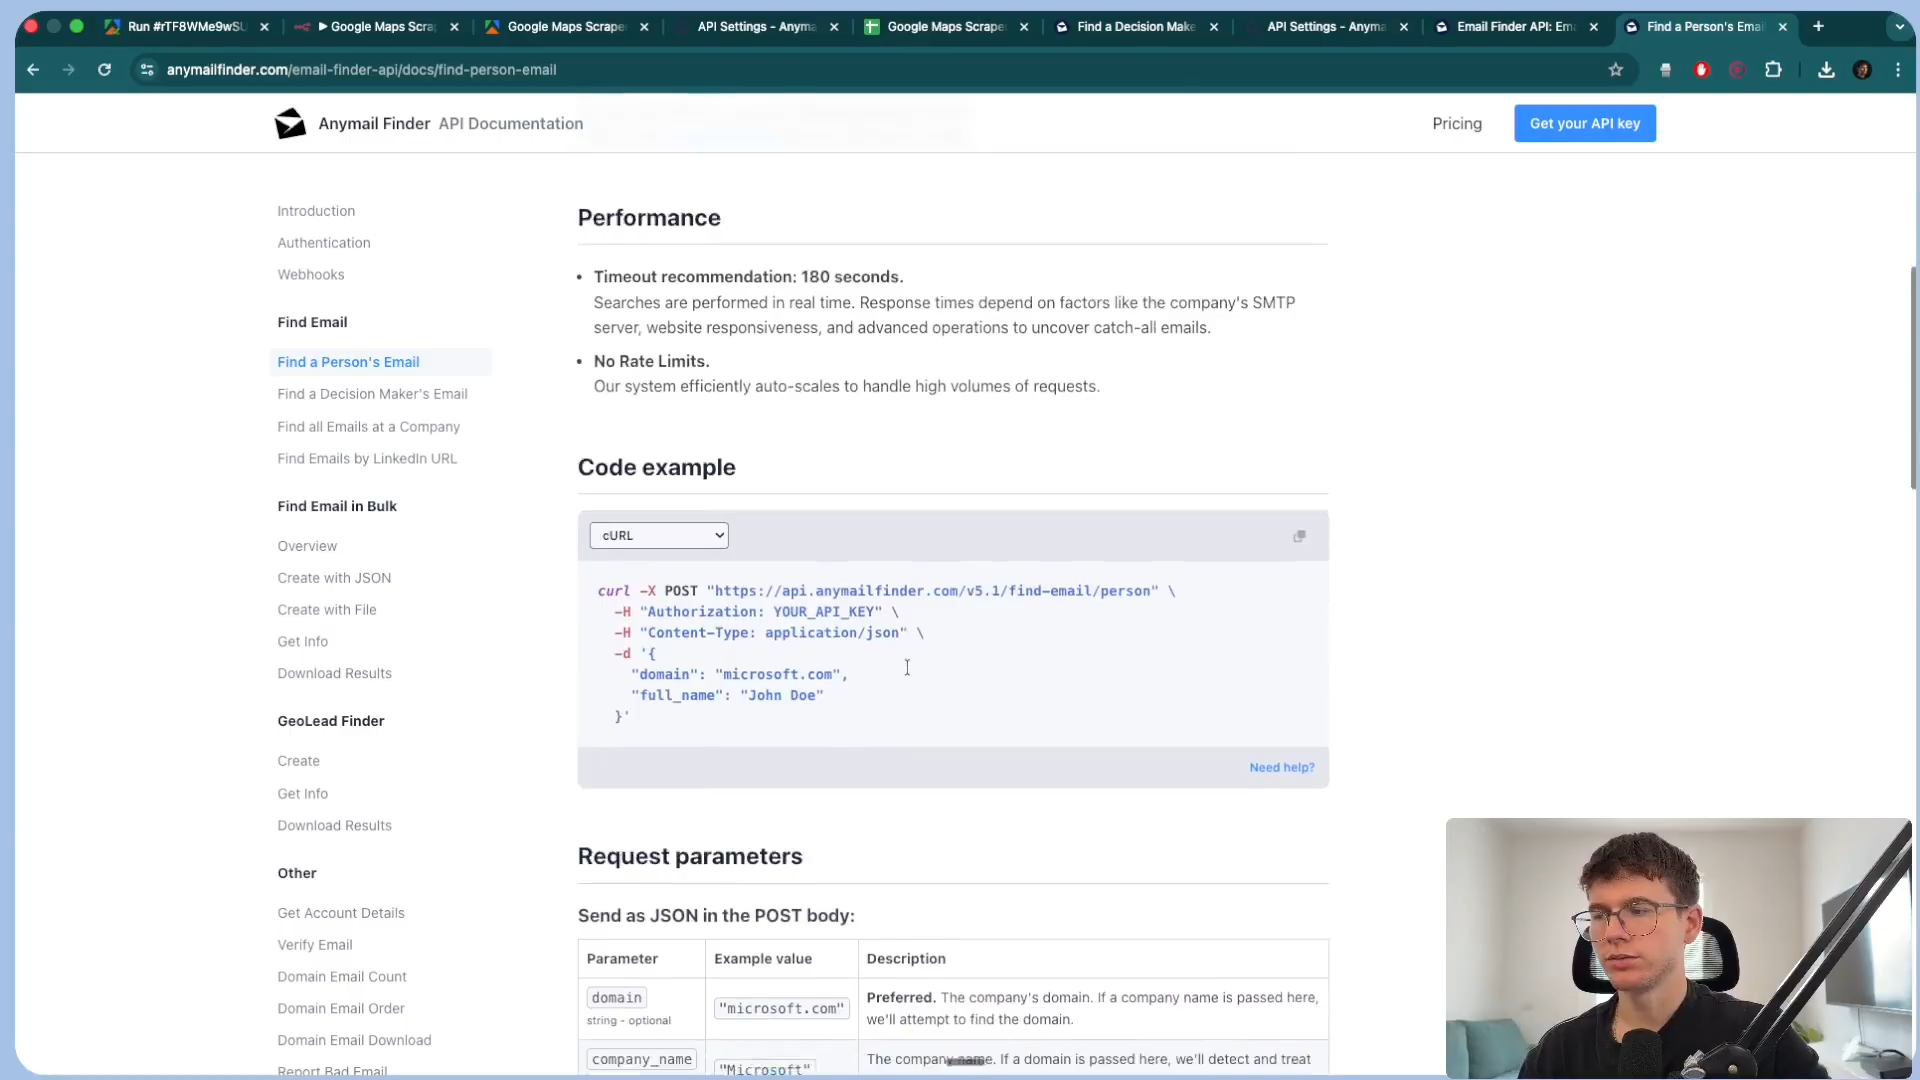 Run #rTF8WMe9wSU
▶ Google Maps Scra
Google Maps Scrape
API Settings - Anyma
Google Maps Scrape
Find a Decision Make
API Settings - Anyma
Email Finder API: Em
Find a Person's Emai
anymailfinder.com/email-finder-api/docs/find-person-email
Anymail Finder API Documentation
Pricing
Get your API key
Introduction
Authentication
Webhooks
Find Email
Find a Person's Email
Find a Decision Maker's Email
Find all Emails at a Company
Find Emails by LinkedIn URL
Find Email in Bulk
Overview
Create with JSON
Create with File
Get Info
Download Results
GeoLead Finder
Create
Get Info
Download Results
Other
Get Account Details
Verify Email
Domain Email Count
Domain Email Order
Domain Email Download
Report Bad Email
Performance
• Timeout recommendation: 180 seconds.
Searches are performed in real time. Response times depend on factors like the company's SMTP
server, website responsiveness, and advanced operations to uncover catch-all emails.
• No Rate Limits.
Our system efficiently auto-scales to handle high volumes of requests.
Code example
cURL
curl -X POST "https://api.anymailfinder.com/v5.1/find-email/person" \
-H "Authorization: YOUR_API_KEY" \
-H "Content-Type: application/json" \
-d '{
"domain": "microsoft.com",
"full_name": "John Doe"
}'
Need help?
Request parameters
Send as JSON in the POST body:
Parameter Example value Description
domain
string - optional
"microsoft.com"
Preferred. The company's domain. If a company name is passed here,
we'll attempt to find the domain.
company_name
"Microsoft"
The company name. If a domain is passed here, we'll detect and treat